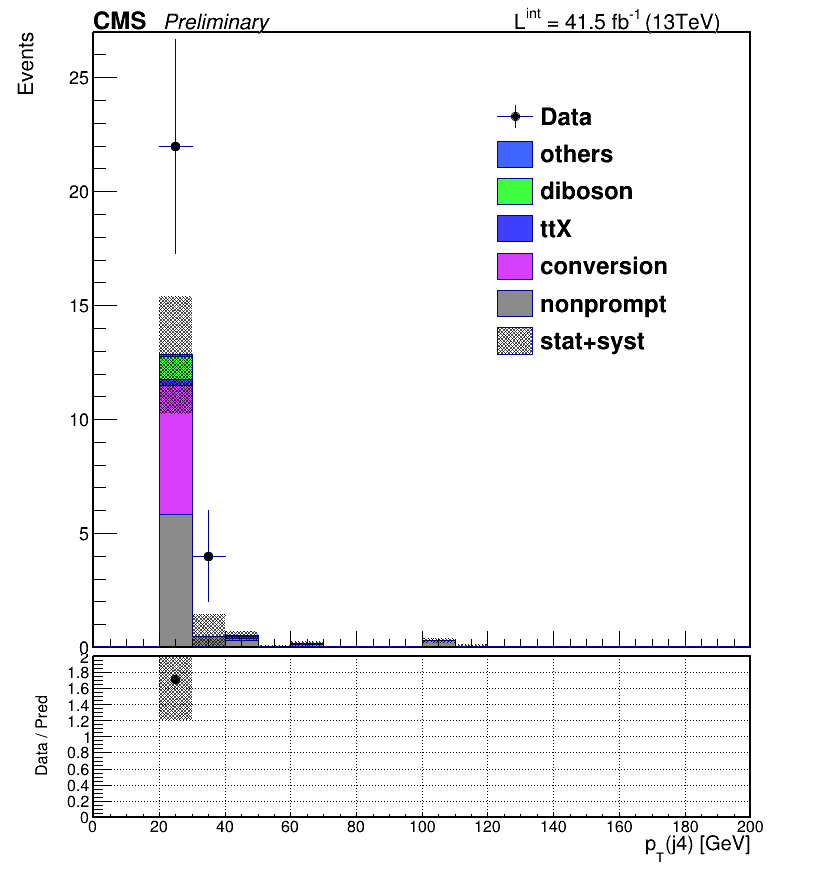 CMS Preliminary L^int = 41.5 fb^-1 (13TeV)
Events
25
20
15
10
5
0
Data
others
diboson
ttX
conversion
nonprompt
stat+syst
Data / Pred
2
1.8
1.6
1.4
1.2
1
0.8
0.6
0.4
0.2
0
0 20 40 60 80 100 120 140 160 180 200
p_T(j4) [GeV]